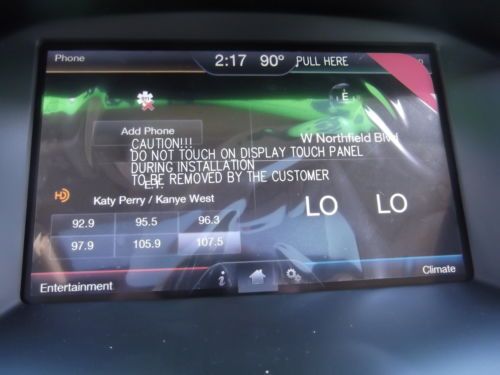 Phone
2:17 90° PULL HERE
E
Add Phone
W Northfield Blvd
CAUTION!!!
DO NOT TOUCH ON DISPLAY TOUCH PANEL
DURING INSTALLATION
TO BE REMOVED BY THE CUSTOMER
HD
Katy Perry / Kanye West
LO LO
92.9 95.5 96.3
97.9 105.9 107.5
Climate
i
Entertainment